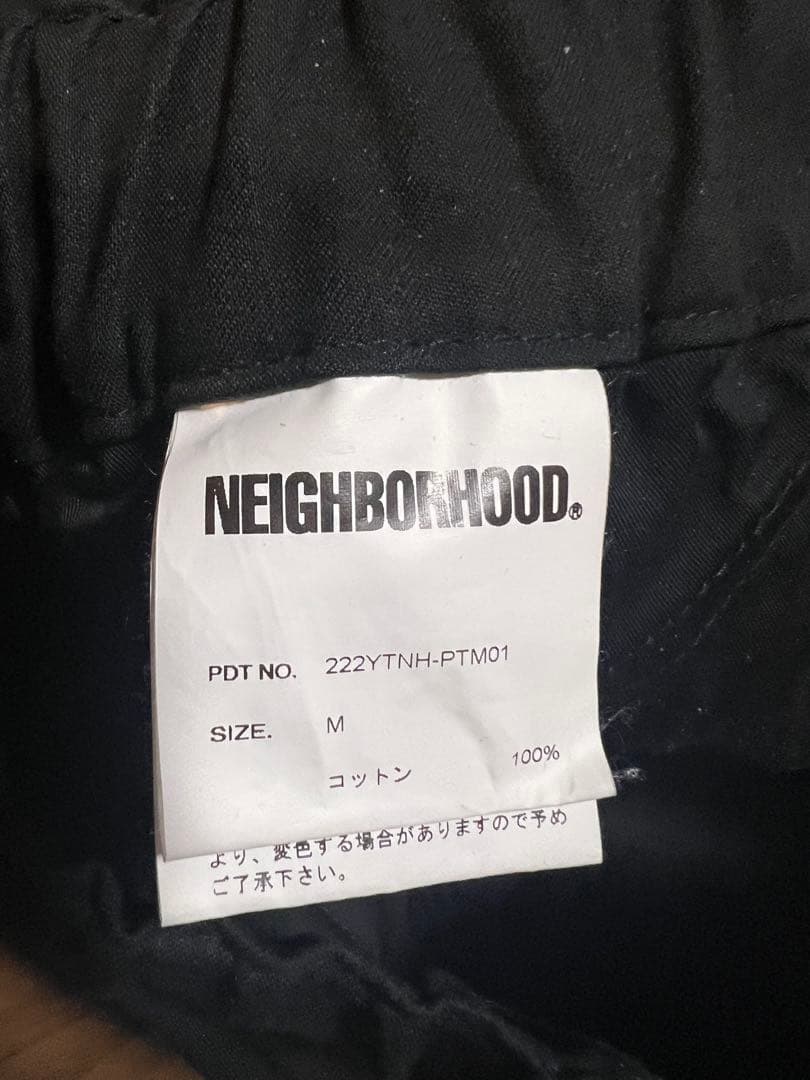 NEIGHBORHOOD®
PDT NO. 222YTNH-PTM01
SIZE. M
コットン 100%
より、変色する場合がありますので予め
ご了承下さい。